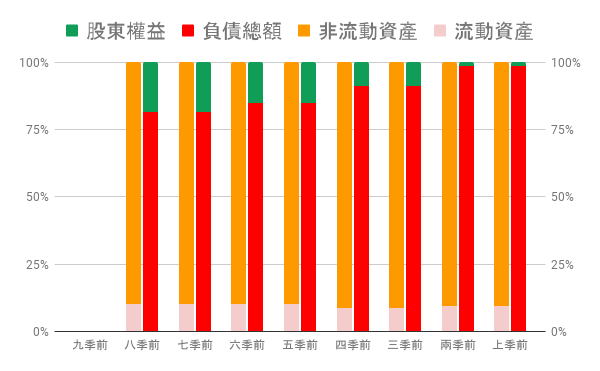 股東權益 負債總額 非流動資產 流動資產
100% 100%
75% 75%
50% 50%
25% 25%
0% 0%
九季前 八季前 七季前 六季前 五季前 四季前 三季前 兩季前 上季前